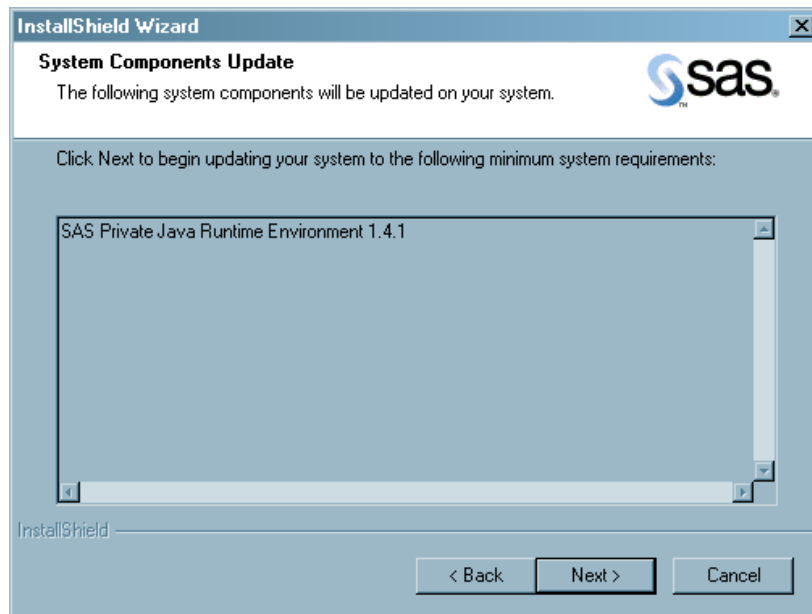 InstallShield Wizard
System Components Update
The following system components will be updated on your system.
sas.
TM
®
Click Next to begin updating your system to the following minimum system requirements:
SAS Private Java Runtime Environment 1.4.1
InstallShield
< Back
Next >
Cancel